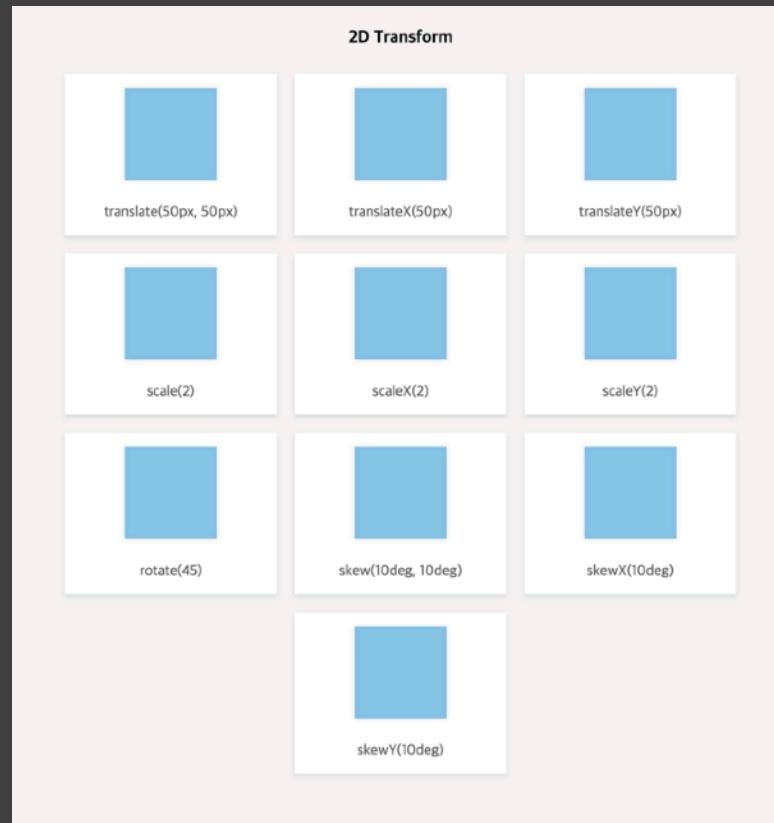 2D Transform
translate(50px, 50px)
translateX(50px)
translateY(50px)
scale(2)
scaleX(2)
scaleY(2)
rotate(45)
skew(10deg, 10deg)
skewX(10deg)
skewY(10deg)